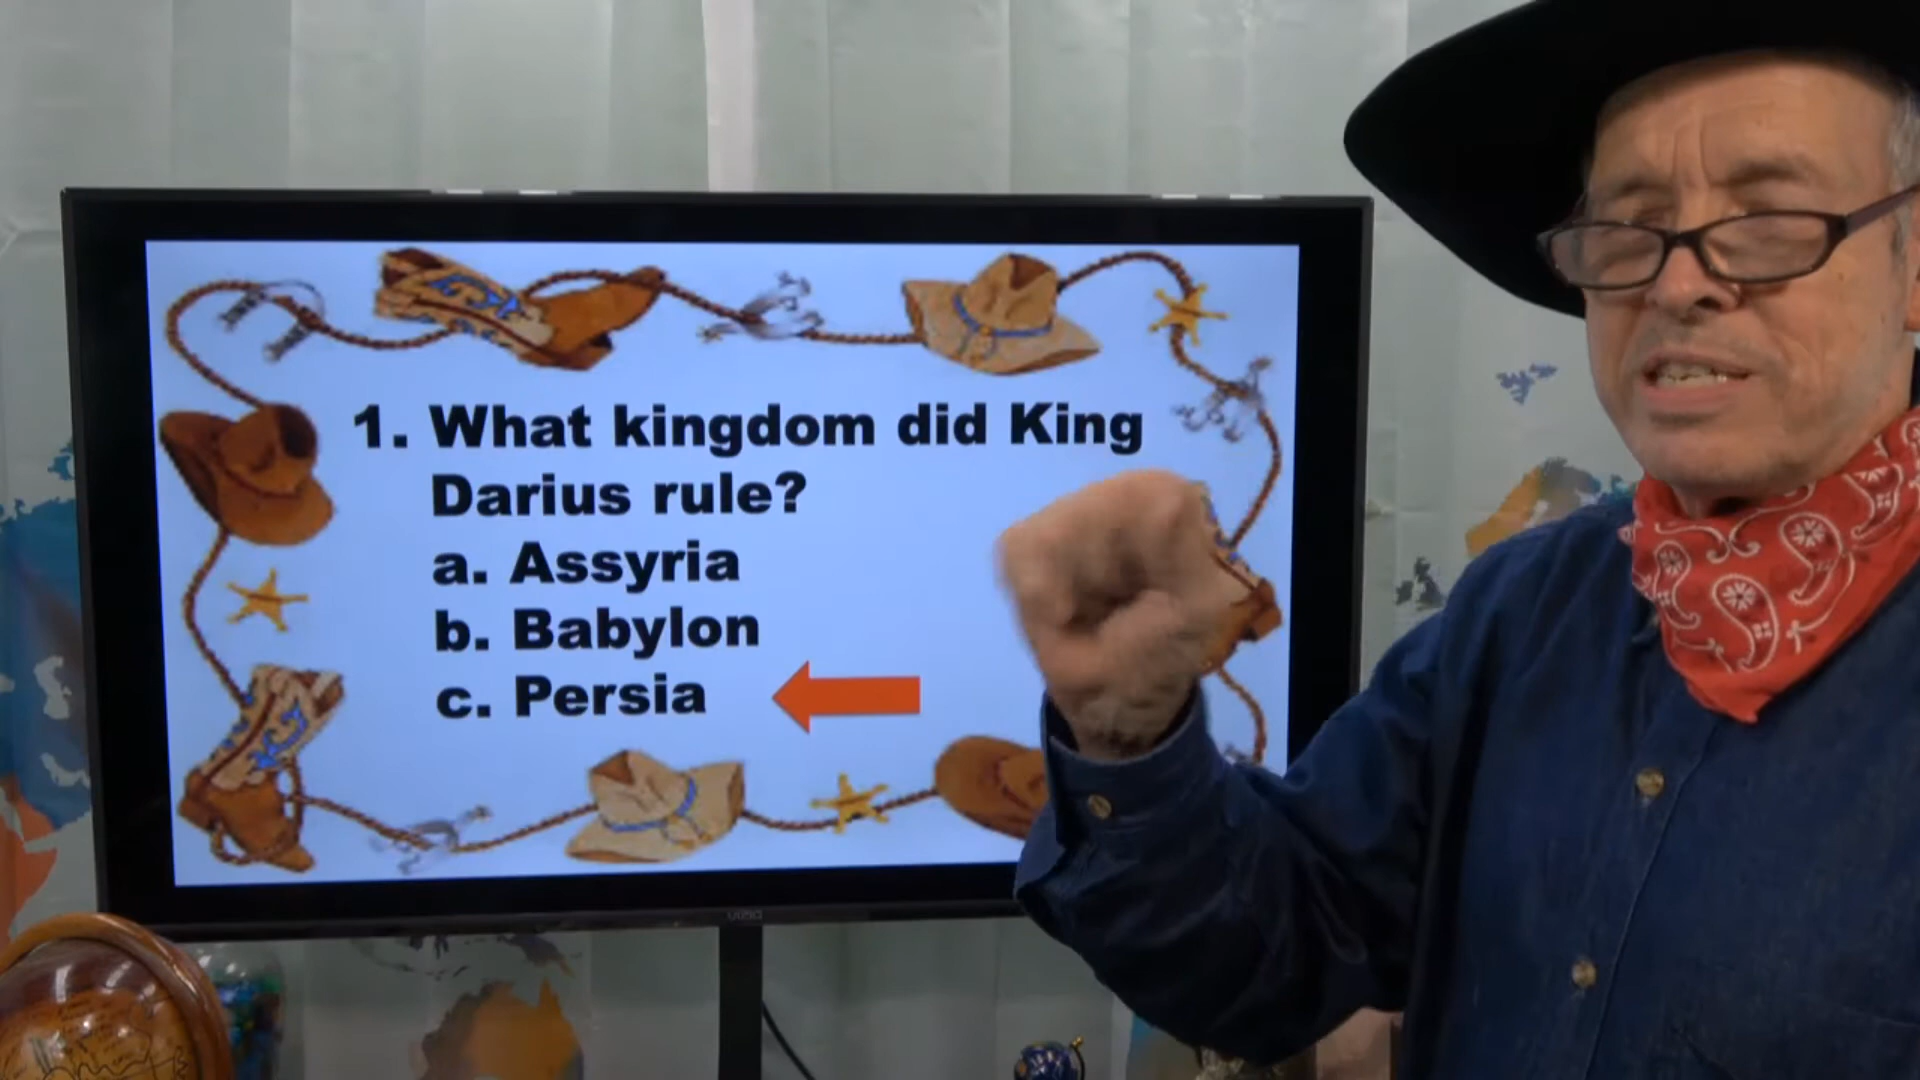 1. What kingdom did King
Darius rule?
a. Assyria
b. Babylon
c. Persia